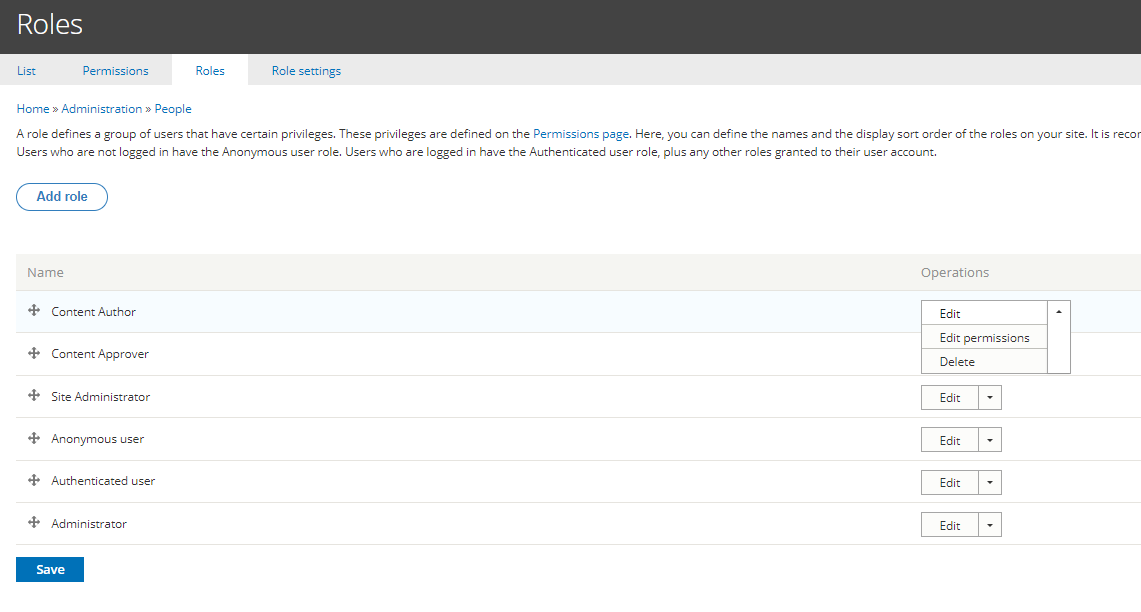 Roles
List Permissions Roles Role settings
Home » Administration » People
A role defines a group of users that have certain privileges. These privileges are defined on the Permissions page. Here, you can define the names and the display sort order of the roles on your site. It is
Users who are not logged in have the Anonymous user role. Users who are logged in have the Authenticated user role, plus any other roles granted to their user account.
Add role
Name Operations
Content Author Edit
Edit permissions
Content Approver Delete
Site Administrator Edit
Anonymous user Edit
Authenticated user Edit
Administrator Edit
Save